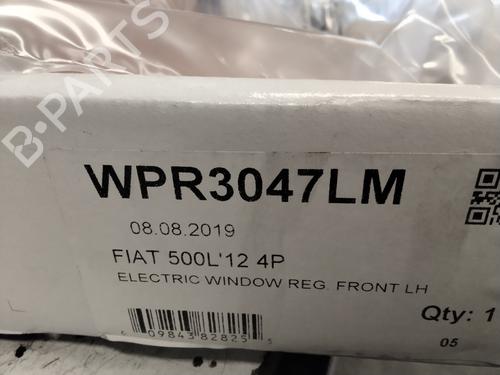 B-PARTS
WPR3047LM
08.08.2019
FIAT 500L'12 4P
ELECTRIC WINDOW REG. FRONT LH
Qty: 1
05